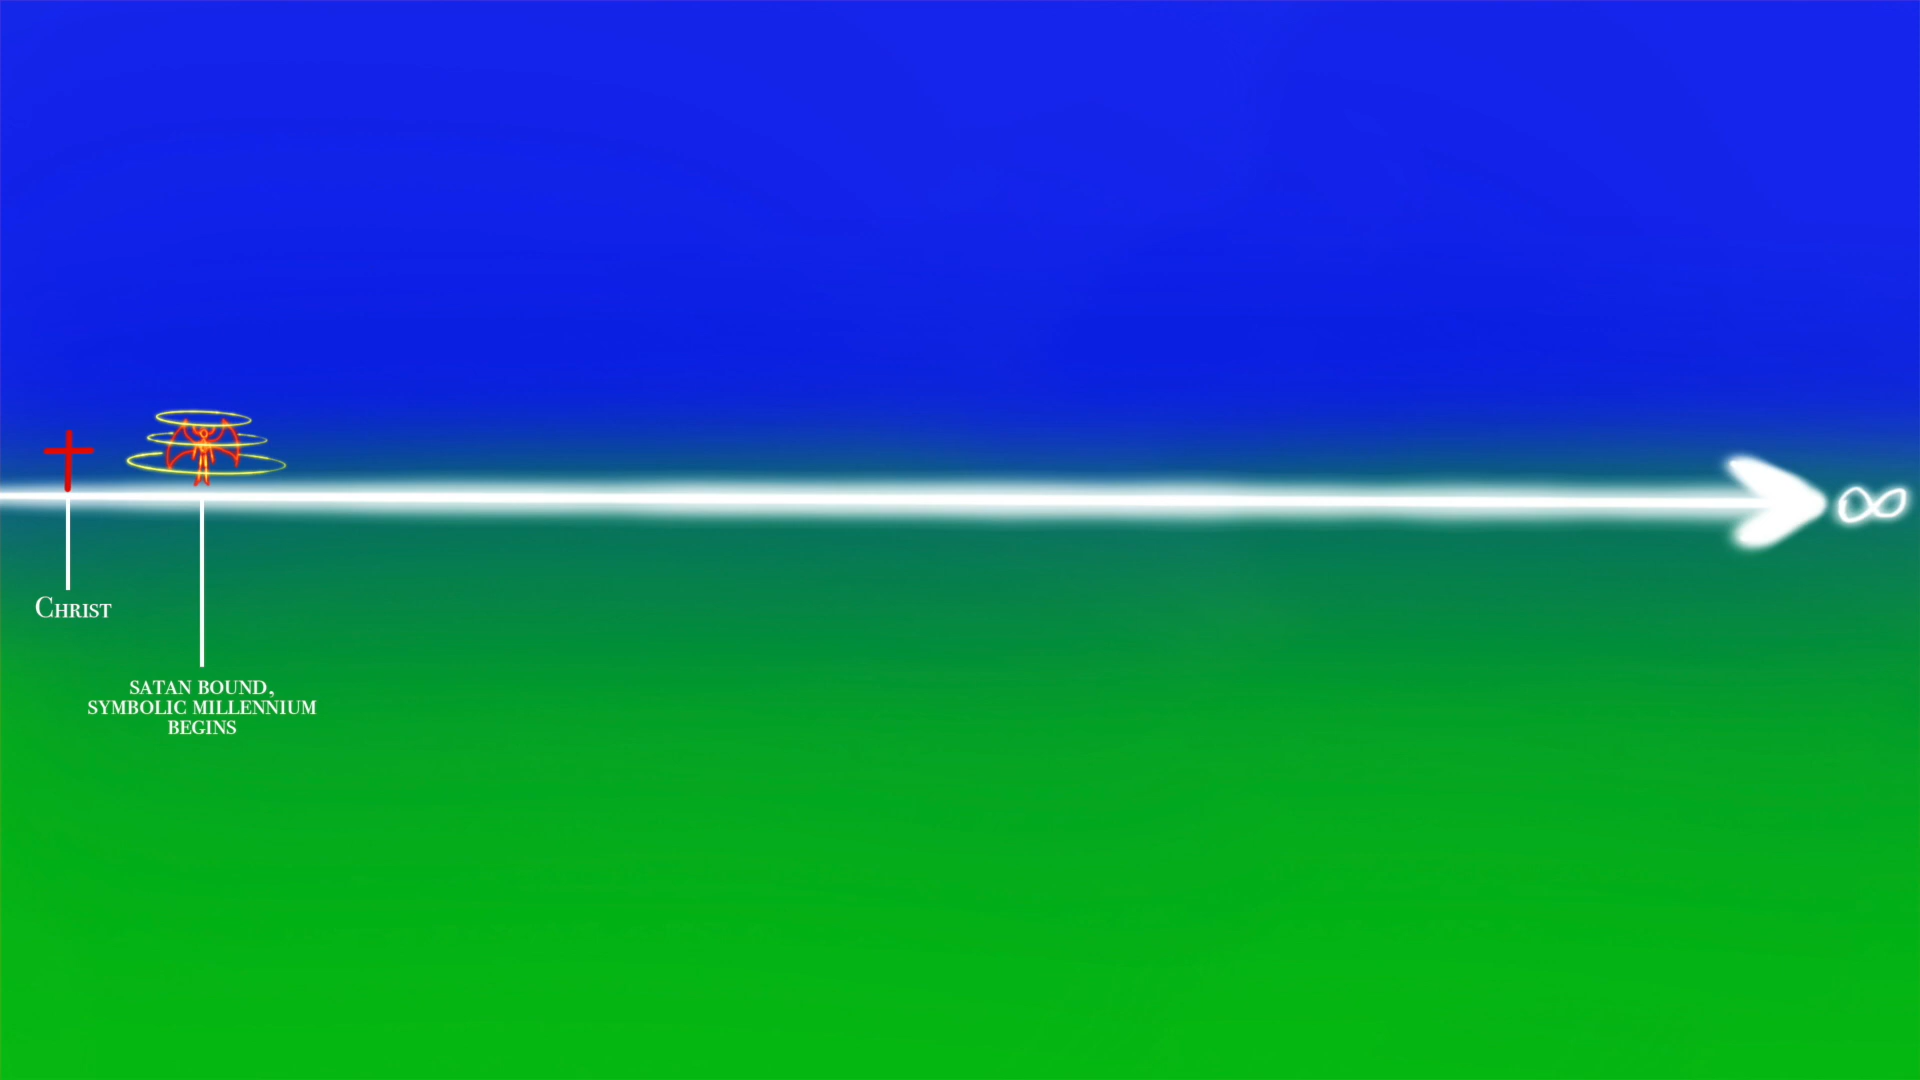 ∞
Christ
SATAN BOUND,
SYMBOLIC MILLENNIUM
BEGINS